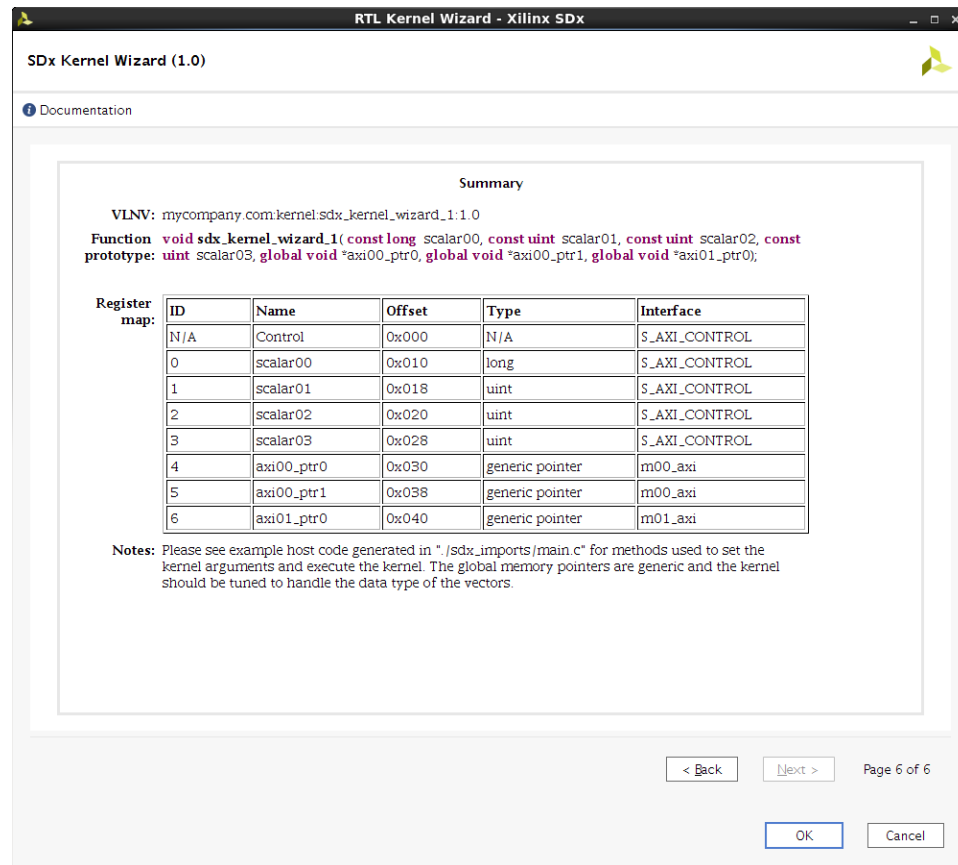 RTL Kernel Wizard - Xilinx SDx
SDx Kernel Wizard (1.0)
Documentation
Summary
VLNV: mycompany.com:kernel:sdx_kernel_wizard_1:1.0
Function prototype: void sdx_kernel_wizard_1( const long scalar00, const uint scalar01, const uint scalar02, const
uint scalar03, global void *axi00_ptr0, global void *axi00_ptr1, global void *axi01_ptr0);
Register map:
ID Name Offset Type Interface
N/A Control 0x000 N/A S_AXI_CONTROL
0 scalar00 0x010 long S_AXI_CONTROL
1 scalar01 0x018 uint S_AXI_CONTROL
2 scalar02 0x020 uint S_AXI_CONTROL
3 scalar03 0x028 uint S_AXI_CONTROL
4 axi00_ptr0 0x030 generic pointer m00_axi
5 axi00_ptr1 0x038 generic pointer m00_axi
6 axi01_ptr0 0x040 generic pointer m01_axi
Notes: Please see example host code generated in "./sdx_imports/main.c" for methods used to set the
kernel arguments and execute the kernel. The global memory pointers are generic and the kernel
should be tuned to handle the data type of the vectors.
< Back Next > Page 6 of 6
OK Cancel